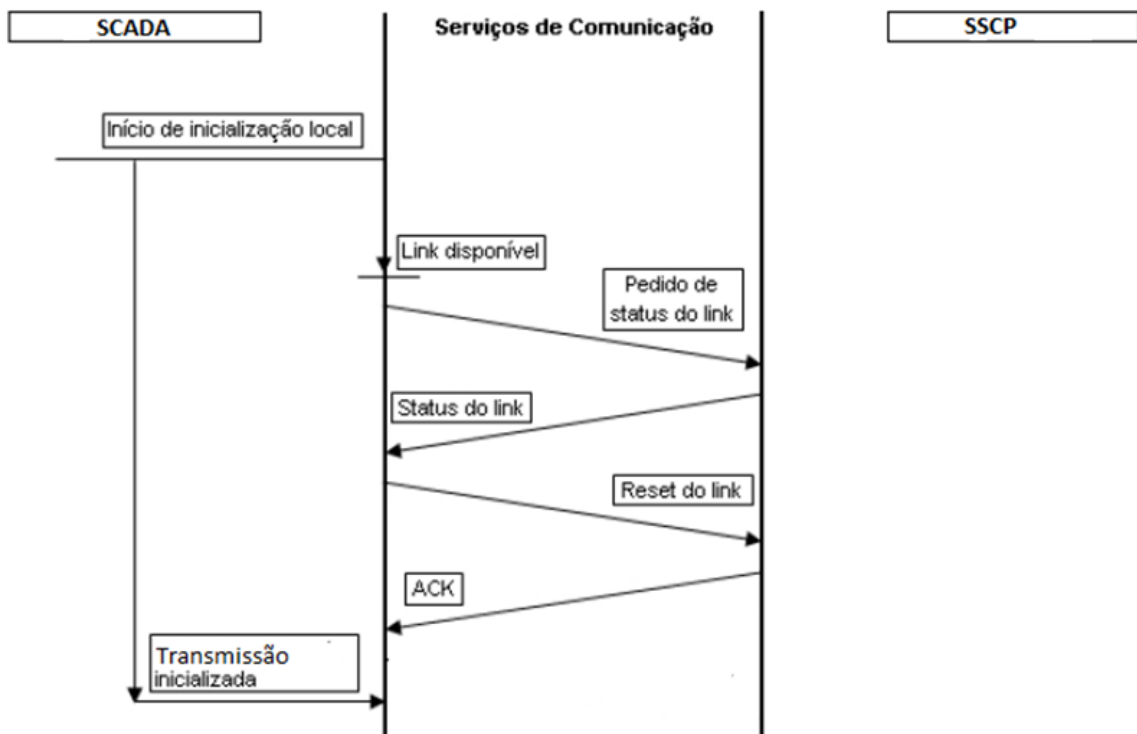 SCADA
Serviços de Comunicação
SSCP
Início de inicialização local
Link disponível
Pedido de
status do link
Status do link
Reset do link
ACK
Transmissão
inicializada